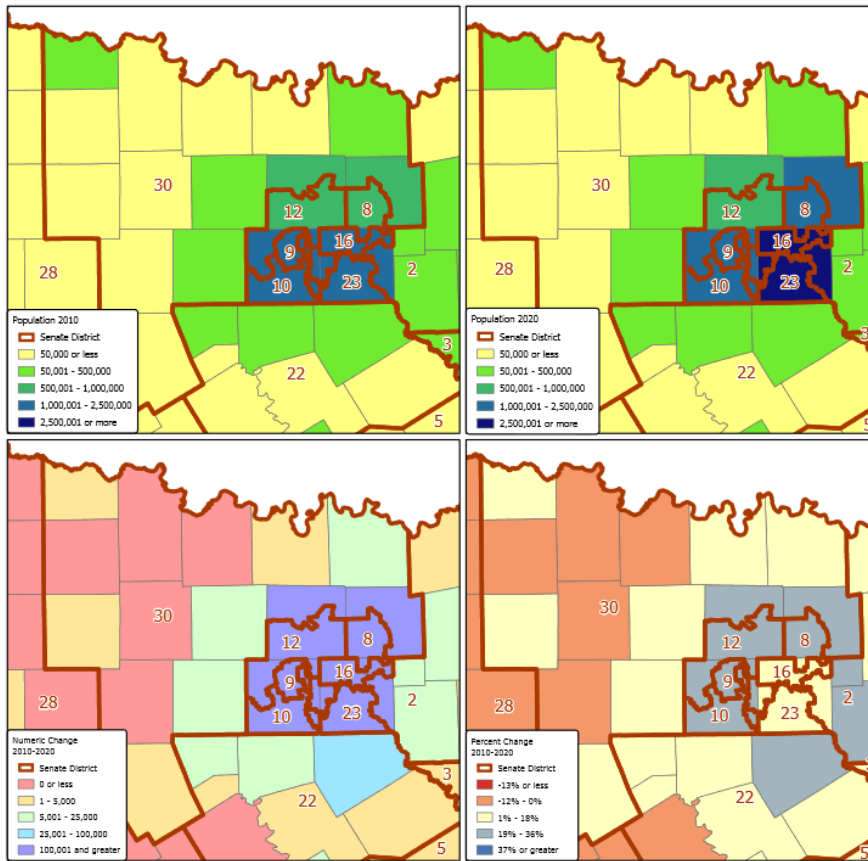 30
12
8
16
9
28
2
10
23
Population 2010
Senate District
50,000 or less
50,001 - 500,000
500,001 - 1,000,000
1,000,001 - 2,500,000
2,500,001 or more
3
22
5
30
12
8
16
9
28
2
10
23
Population 2020
Senate District
50,000 or less
50,001 - 500,000
500,001 - 1,000,000
1,000,001 - 2,500,000
2,500,001 or more
3
22
5
30
12
8
16
9
28
2
10
23
Numeric Change
2010-2020
Senate District
0 or less
1 - 5,000
5,001 - 25,000
25,001 - 100,000
100,001 and greater
3
22
5
30
12
8
16
9
28
2
10
23
Percent Change
2010-2020
Senate District
-13% or less
-12% - 0%
1% - 18%
19% - 36%
37% or greater
22
5